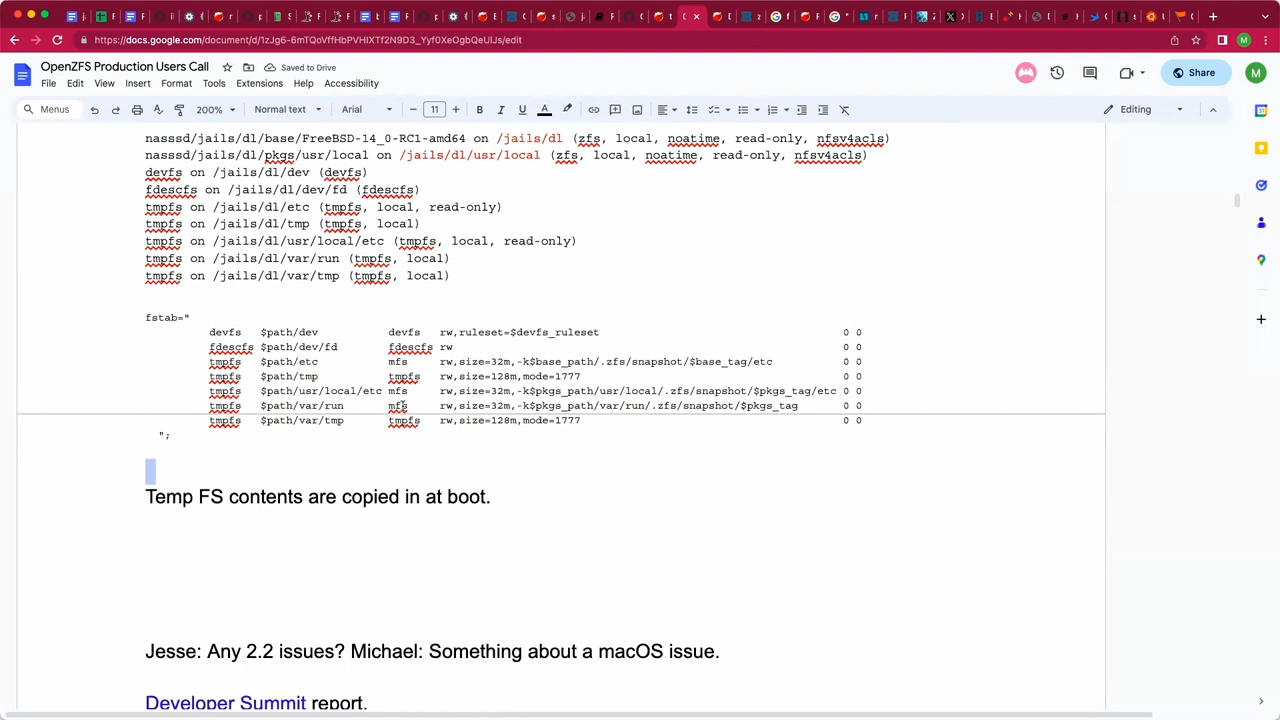 https://docs.google.com/document/d/1zJg6-6mTQoVffHbPVHIXTf2N9D3_Yyf0XeOgbQeUlJs/edit
OpenZFS Production Users Call
Saved to Drive
File Edit View Insert Format Tools Extensions Help Accessibility
Share
M
Menus
200%
Normal text
Arial
11
Editing
nasssd/jails/dl/base/FreeBSD-14_0-RC1-amd64 on /jails/dl (zfs, local, noatime, read-only, nfsv4acls)
nasssd/jails/dl/pkgs/usr/local on /jails/dl/usr/local (zfs, local, noatime, read-only, nfsv4acls)
devfs on /jails/dl/dev (devfs)
fdescfs on /jails/dl/dev/fd (fdescfs)
tmpfs on /jails/dl/etc (tmpfs, local, read-only)
tmpfs on /jails/dl/tmp (tmpfs, local)
tmpfs on /jails/dl/usr/local/etc (tmpfs, local, read-only)
tmpfs on /jails/dl/var/run (tmpfs, local)
tmpfs on /jails/dl/var/tmp (tmpfs, local)
fstab="
devfs $path/dev devfs rw,ruleset=$devfs_ruleset 0 0
fdescfs $path/dev/fd fdescfs rw 0 0
tmpfs $path/etc mfs rw,size=32m,-k$base_path/.zfs/snapshot/$base_tag/etc 0 0
tmpfs $path/tmp tmpfs rw,size=128m,mode=1777 0 0
tmpfs $path/usr/local/etc mfs rw,size=32m,-k$pkgs_path/usr/local/.zfs/snapshot/$pkgs_tag/etc 0 0
tmpfs $path/var/run mfs rw,size=32m,-k$pkgs_path/var/run/.zfs/snapshot/$pkgs_tag 0 0
tmpfs $path/var/tmp tmpfs rw,size=128m,mode=1777 0 0
";
Temp FS contents are copied in at boot.
Jesse: Any 2.2 issues? Michael: Something about a macOS issue.
Developer Summit report.